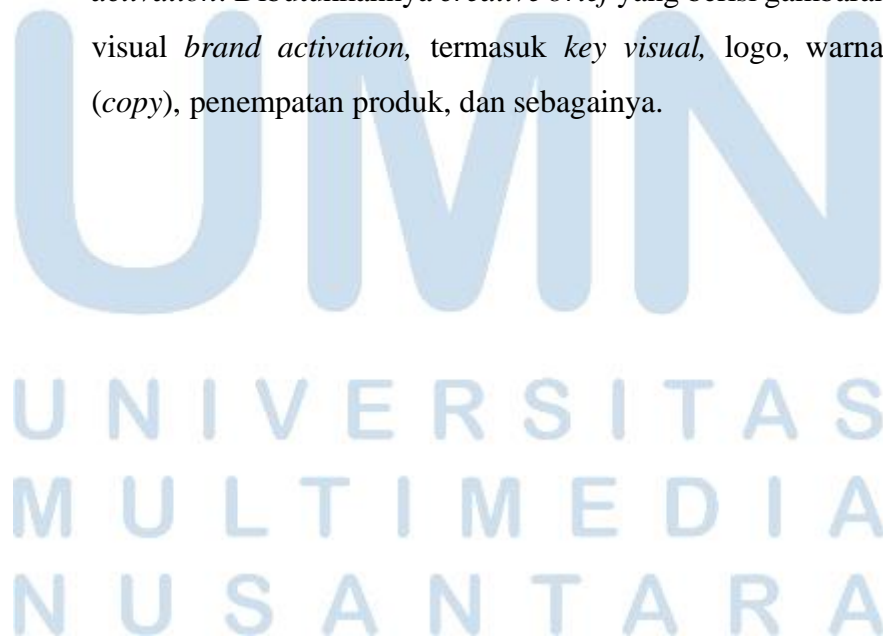 activation. Dibutuhkannya creative brief yang berisi gambaran
visual brand activation, termasuk key visual, logo, warna
(copy), penempatan produk, dan sebagainya.
UMN
UNIVERSITAS
MULTIMEDIA
NUSANTARA